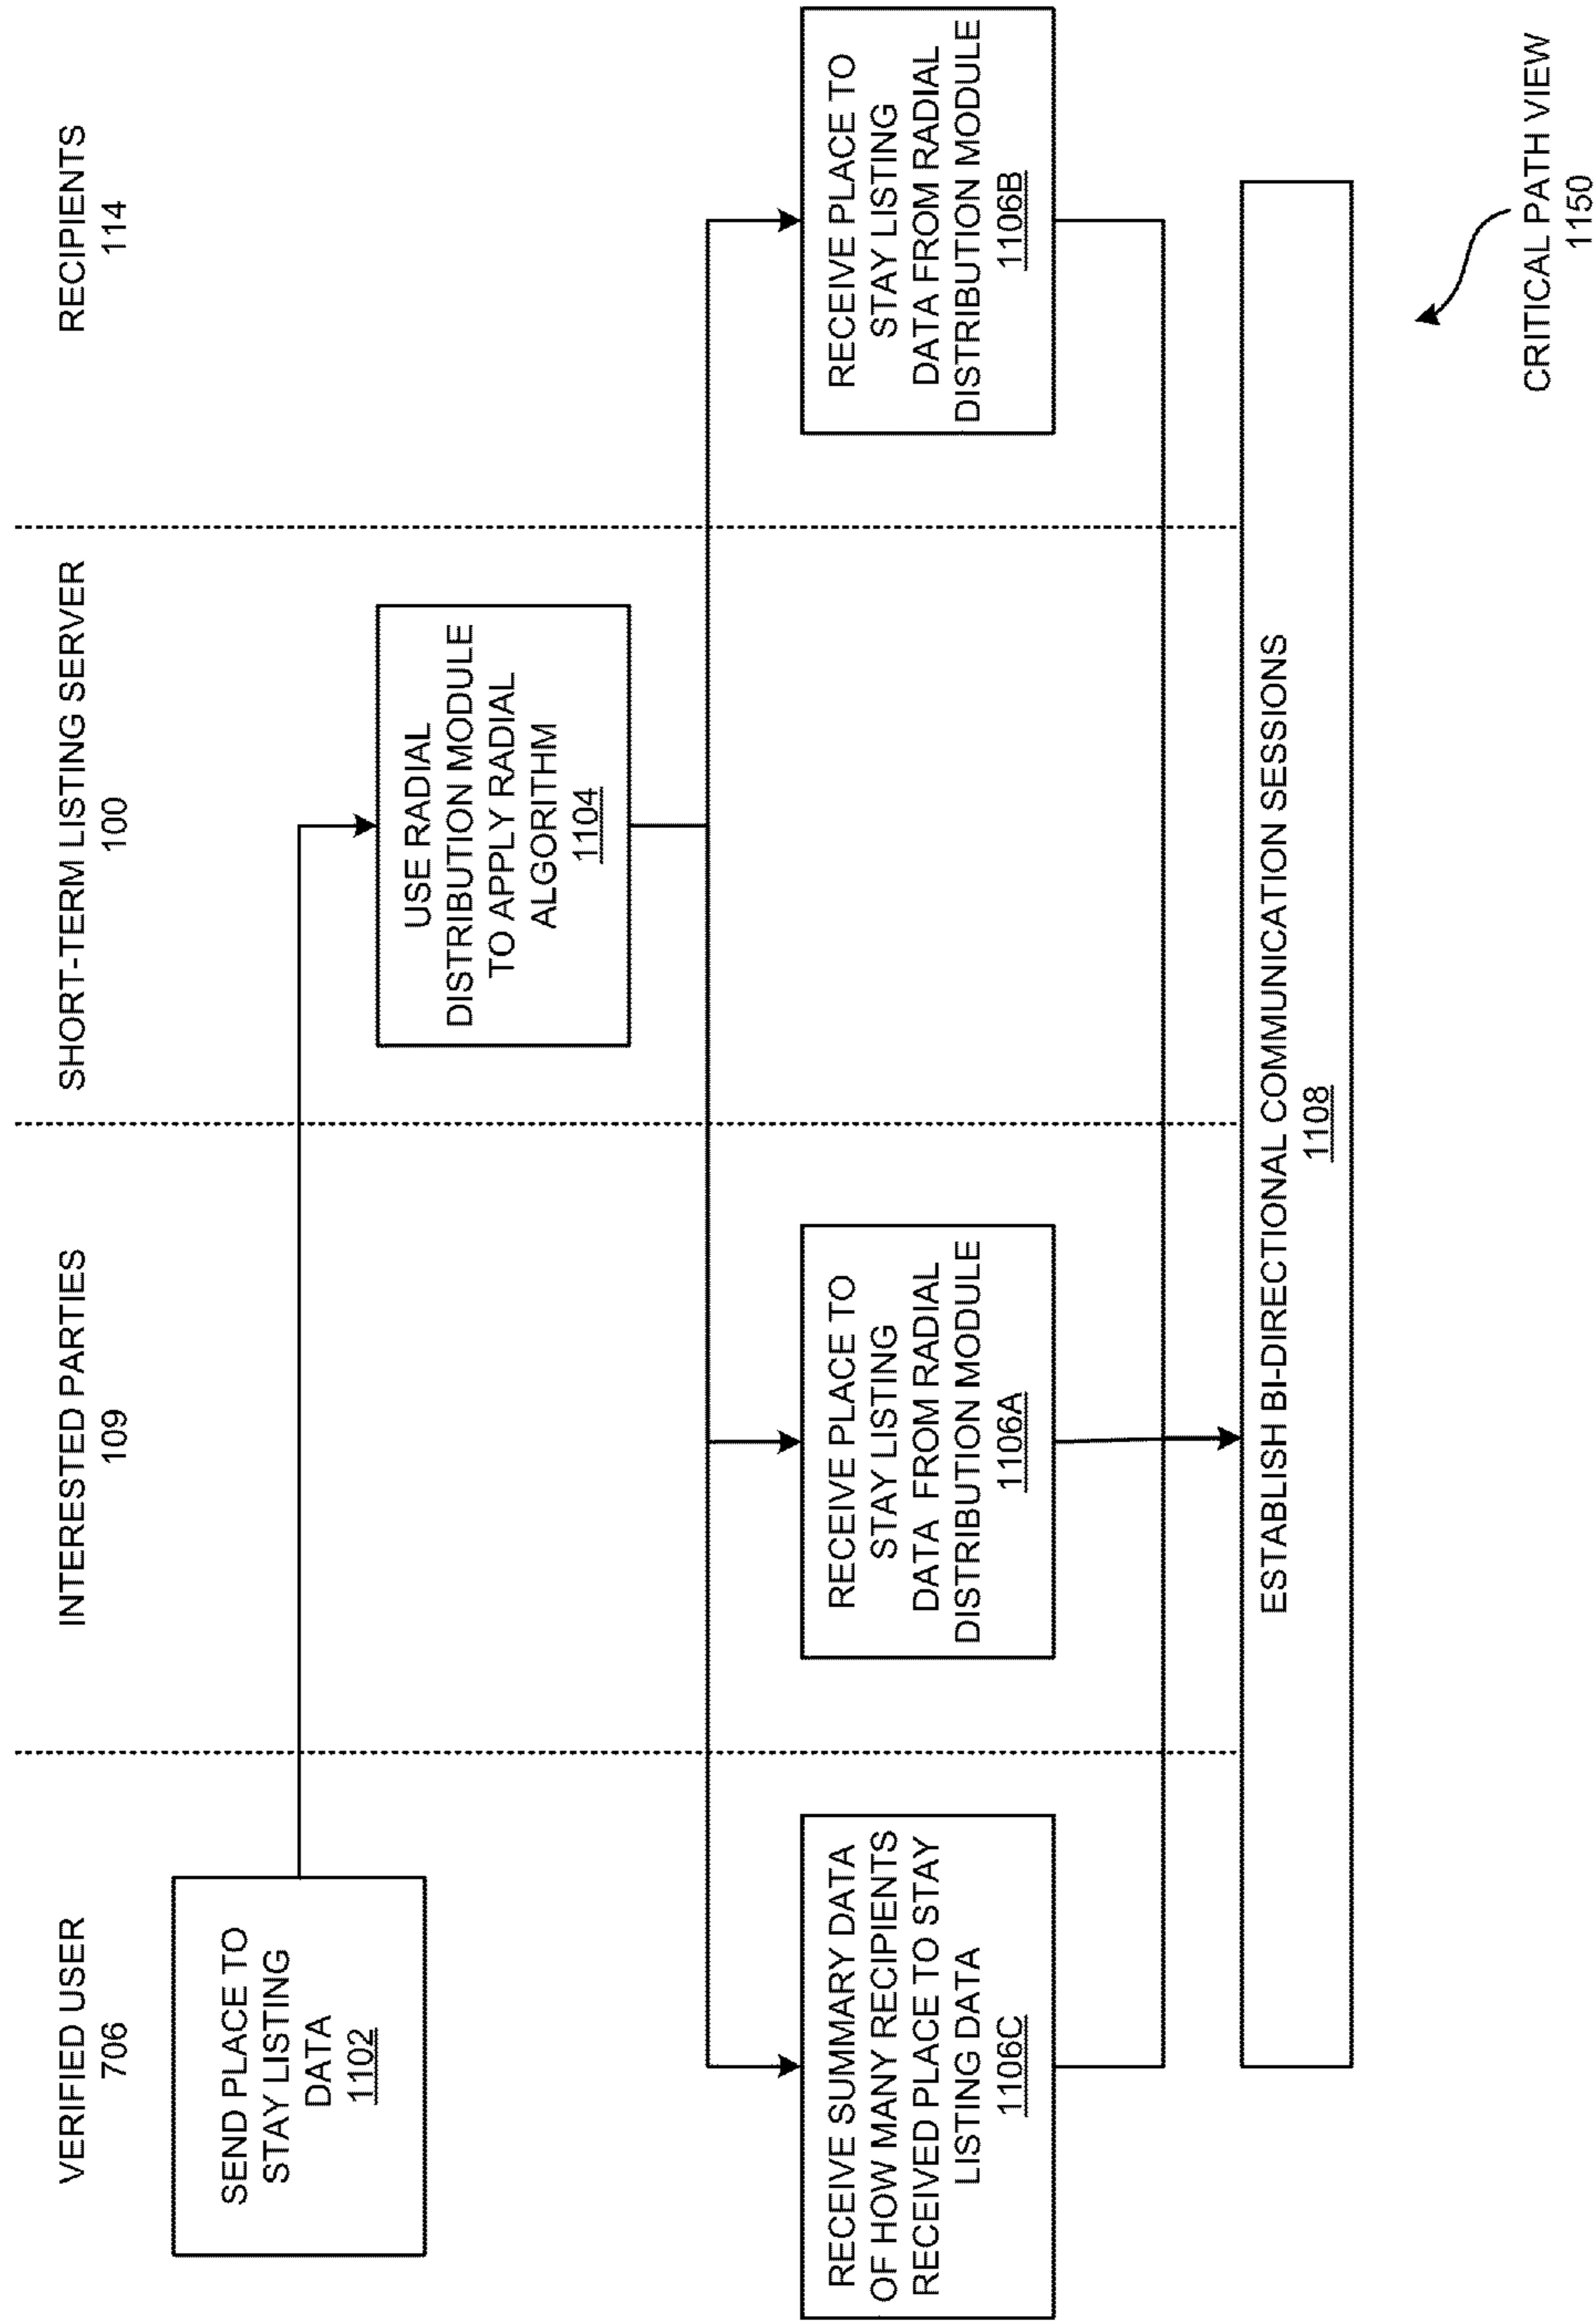 VERIFIED USER
706
INTERESTED PARTIES
109
SHORT-TERM LISTING SERVER
100
RECIPIENTS
114
SEND PLACE TO
STAY LISTING
DATA
1102
USE RADIAL
DISTRIBUTION MODULE
TO APPLY RADIAL
ALGORITHM
1104
RECEIVE SUMMARY DATA
OF HOW MANY RECIPIENTS
RECEIVED PLACE TO STAY
LISTING DATA
1106C
RECEIVE PLACE TO
STAY LISTING
DATA FROM RADIAL
DISTRIBUTION MODULE
1106A
RECEIVE PLACE TO
STAY LISTING
DATA FROM RADIAL
DISTRIBUTION MODULE
1106B
ESTABLISH BI-DIRECTIONAL COMMUNICATION SESSIONS
1108
CRITICAL PATH VIEW
1150